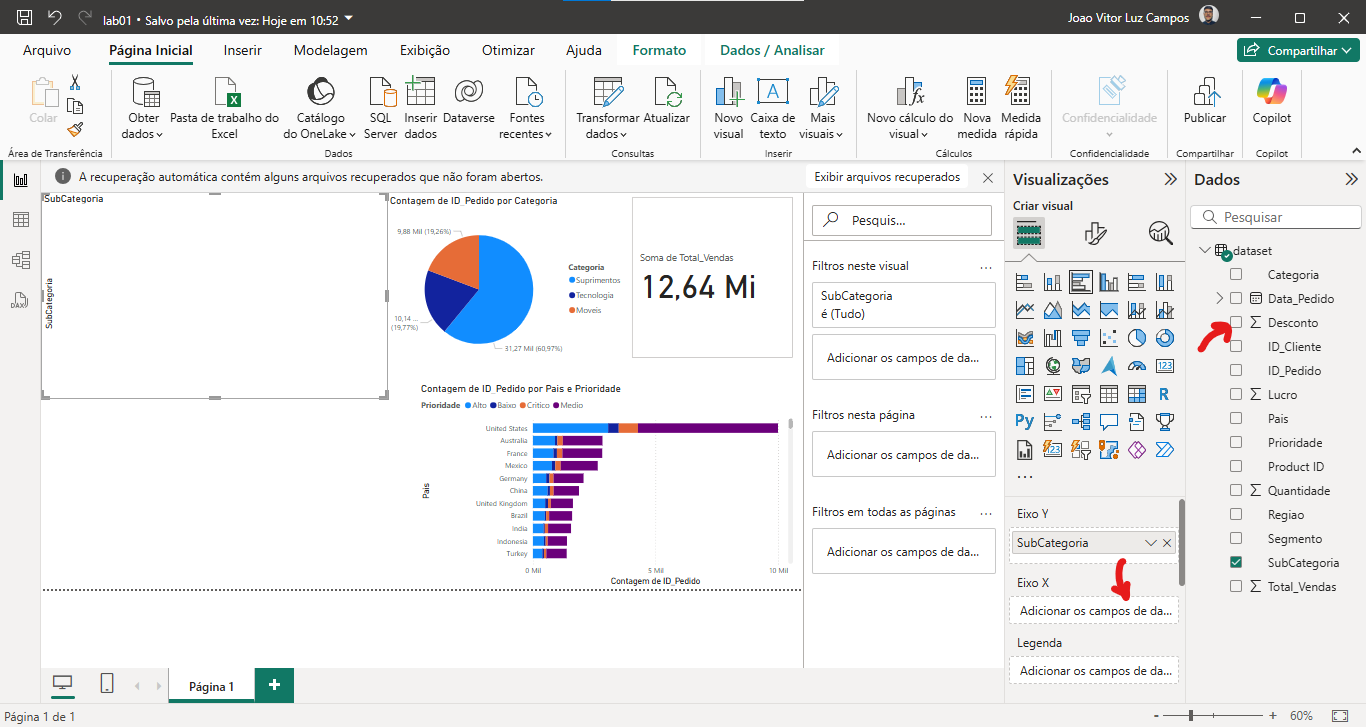 lab01 • Salvo pela última vez: Hoje em 10:52
Joao Vitor Luz Campos
Arquivo
Página Inicial
Inserir
Modelagem
Exibição
Otimizar
Ajuda
Formato
Dados / Analisar
Compartilhar
Colar
Obter dados
Pasta de trabalho do Excel
Catálogo do OneLake
SQL Server
Inserir dados
Dataverse
Fontes recentes
Transformar dados
Atualizar
Novo visual
Caixa de texto
Mais visuais
Novo cálculo do visual
Nova medida
Medida rápida
Confidencialidade
Publicar
Copilot
Área de Transferência
Dados
Consultas
Inserir
Cálculos
Confidencialidade
Compartilhar
Copilot
A recuperação automática contém alguns arquivos recuperados que não foram abertos.
Exibir arquivos recuperados
SubCategoria
SubCategoria
Contagem de ID_Pedido por Categoria
9,88 Mil (19,26%)
10,14 ...
(19,77%)
31,27 Mil (60,97%)
Categoria
Suprimentos
Tecnologia
Moveis
Soma de Total_Vendas
12,64 Mi
Contagem de ID_Pedido por Pais e Prioridade
Prioridade
Alto
Baixo
Critico
Medio
Pais
United States
Australia
France
Mexico
Germany
China
United Kingdom
Brazil
India
Indonesia
Turkey
0 Mil
5 Mil
10 Mil
Contagem de ID_Pedido
Pesquis...
Filtros neste visual
...
SubCategoria
é (Tudo)
Adicionar os campos de da...
Filtros nesta página
...
Adicionar os campos de da...
Filtros em todas as páginas
...
Adicionar os campos de da...
Visualizações
Criar visual
123
R
Py
123
...
Eixo Y
SubCategoria
Eixo X
Adicionar os campos de da...
Legenda
Adicionar os campos de da...
Dados
Pesquisar
dataset
Categoria
Data_Pedido
Desconto
ID_Cliente
ID_Pedido
Lucro
Pais
Prioridade
Product ID
Quantidade
Regiao
Segmento
SubCategoria
Total_Vendas
DAX
Página 1
Página 1 de 1
- + 60%